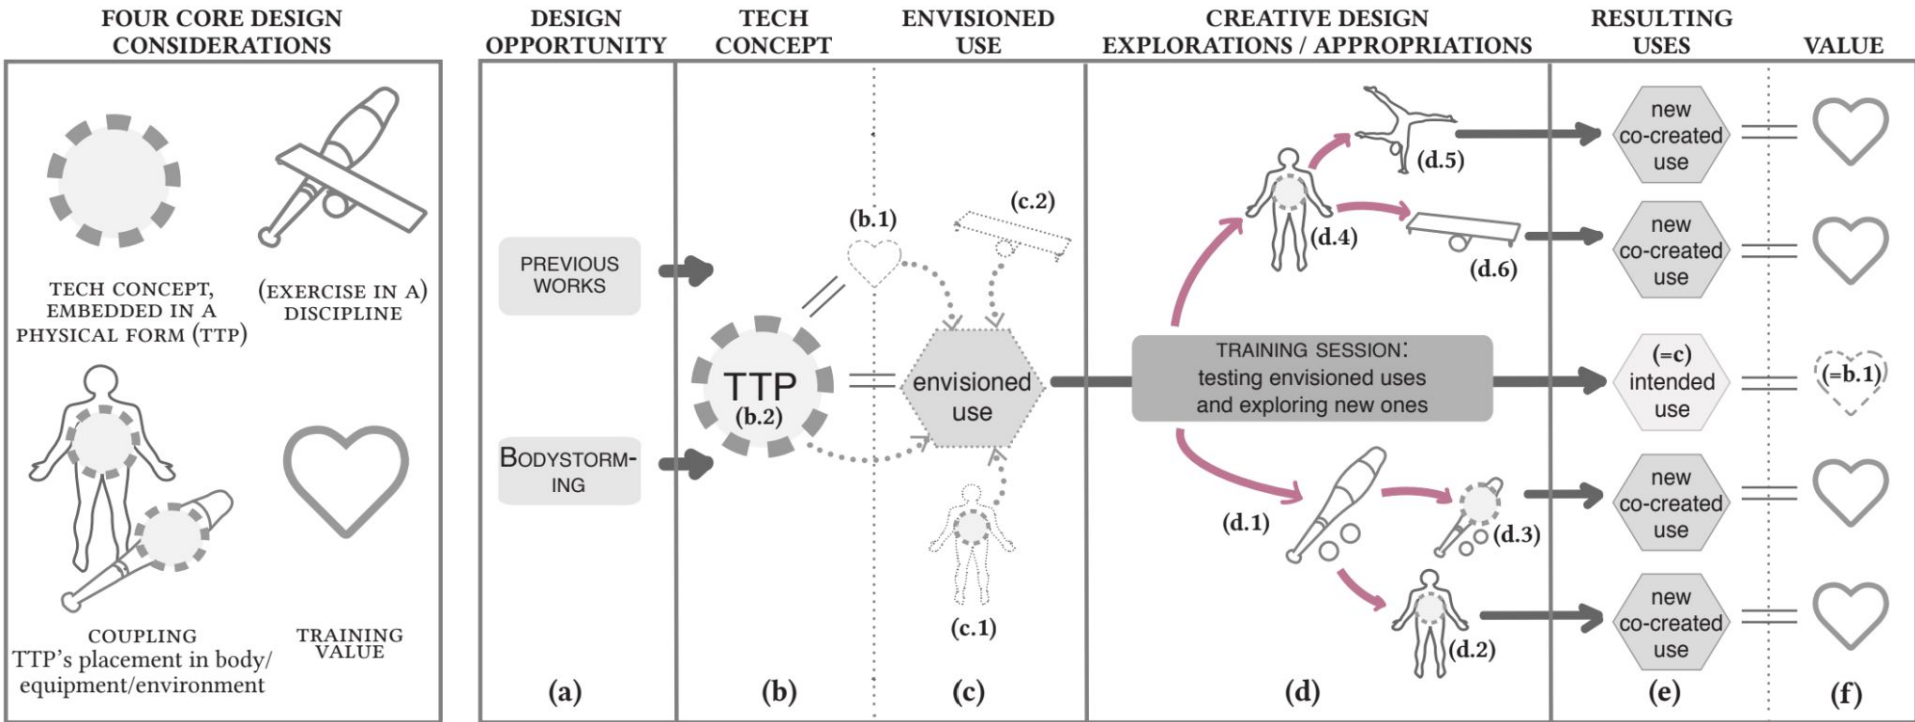 FOUR CORE DESIGN
CONSIDERATIONS
TECH CONCEPT,
EMBEDDED IN A
PHYSICAL FORM (TTP)
(EXERCISE IN A)
DISCIPLINE
COUPLING
TTP's placement in body/
equipment/environment
TRAINING
VALUE
DESIGN
OPPORTUNITY
PREVIOUS
WORKS
BODYSTORM-
ING
(a)
TECH
CONCEPT
(b.1)
TTP
(b.2)
(b)
ENVISIONED
USE
(c.2)
envisioned
use
(c.1)
(c)
CREATIVE DESIGN
EXPLORATIONS / APPROPRIATIONS
(d.5)
(d.4)
(d.6)
TRAINING SESSION:
testing envisioned uses
and exploring new ones
(d.1)
(d.3)
(d.2)
(d)
RESULTING
USES
new
co-created
use
new
co-created
use
(=c)
intended
use
new
co-created
use
new
co-created
use
(e)
VALUE
(=b.1)
(f)